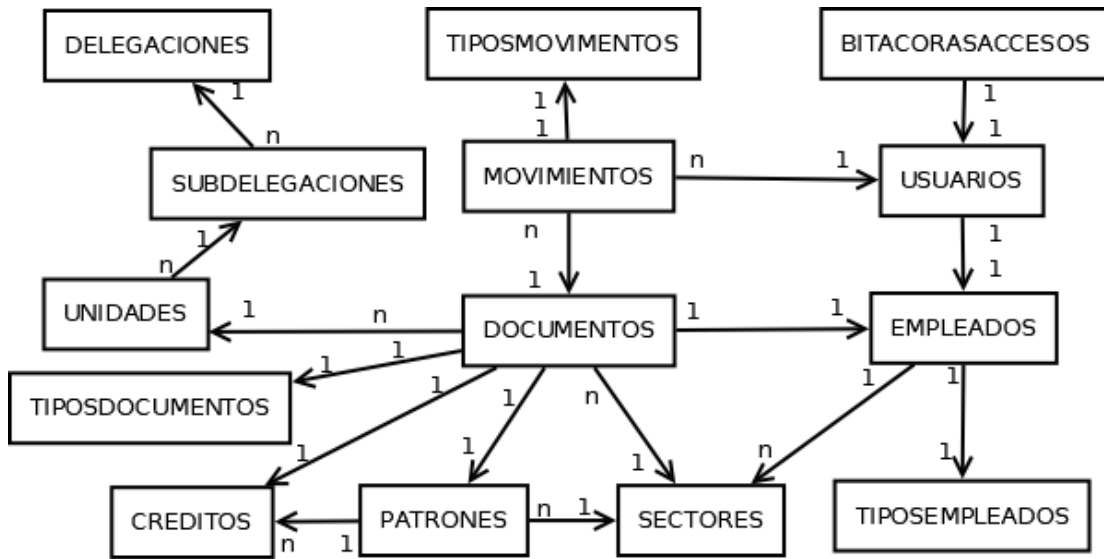 DELEGACIONES
TIPOSMOVIMENTOS
BITACORASACCESOS
1
1
1
n
1
1
SUBDELEGACIONES
MOVIMIENTOS
n
1
USUARIOS
1
n
n
1
1
UNIDADES
1
1
n
DOCUMENTOS
1
1
EMPLEADOS
1
1
TIPOSDOCUMENTOS
1
1
n
1
1
1
1
1
n
1
CREDITOS
PATRONES
n
1
SECTORES
TIPOSEMPLEADOS
n
1